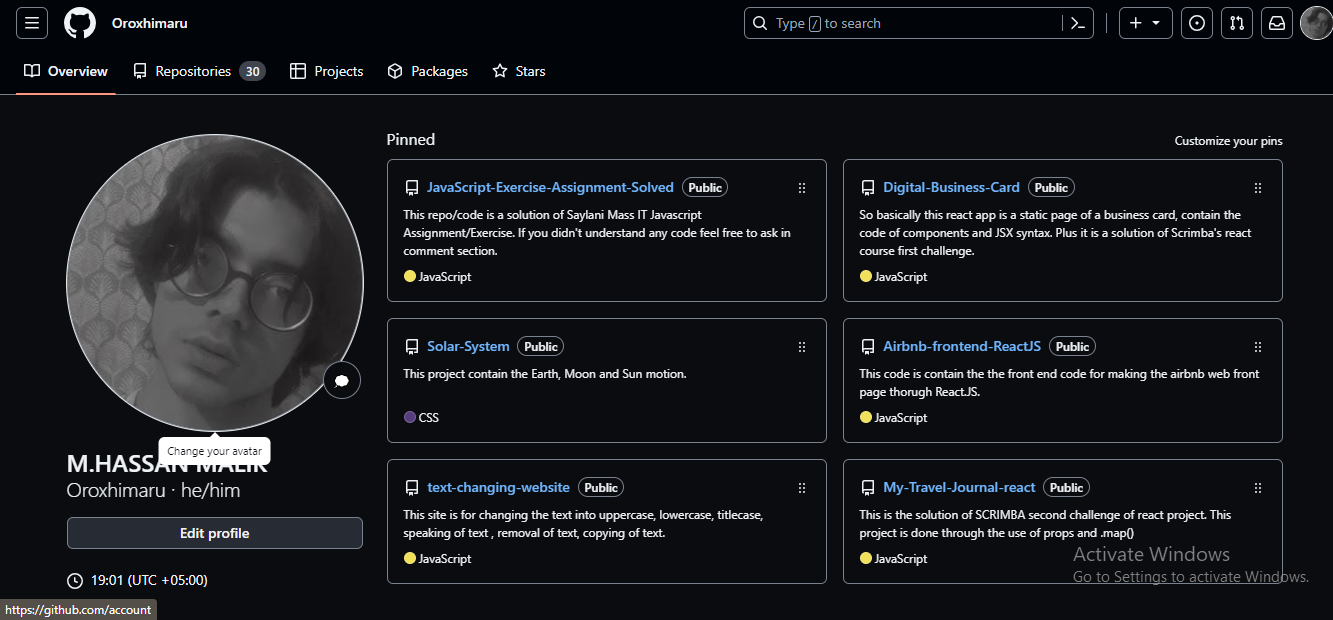 Oroxhimaru
Type / to search
Overview
Repositories 30
Projects
Packages
Stars
Change your avatar
M.HASSAN MALIK
Oroxhimaru · he/him
Edit profile
19:01 (UTC +05:00)
https://github.com/account
Pinned
Customize your pins
JavaScript-Exercise-Assignment-Solved Public
This repo/code is a solution of Saylani Mass IT Javascript
Assignment/Exercise. If you didn't understand any code feel free to ask in
comment section.
JavaScript
Digital-Business-Card Public
So basically this react app is a static page of a business card, contain the
code of components and JSX syntax. Plus it is a solution of Scrimba's react
course first challenge.
JavaScript
Solar-System Public
This project contain the Earth, Moon and Sun motion.
CSS
Airbnb-frontend-ReactJS Public
This code is contain the the front end code for making the airbnb web front
page thorugh React.JS.
JavaScript
text-changing-website Public
This site is for changing the text into uppercase, lowercase, titlecase,
speaking of text , removal of text, copying of text.
JavaScript
My-Travel-Journal-react Public
This is the solution of SCRIMBA second challenge of react project. This
project is done through the use of props and .map()
JavaScript
Activate Windows
Go to Settings to activate Windows.